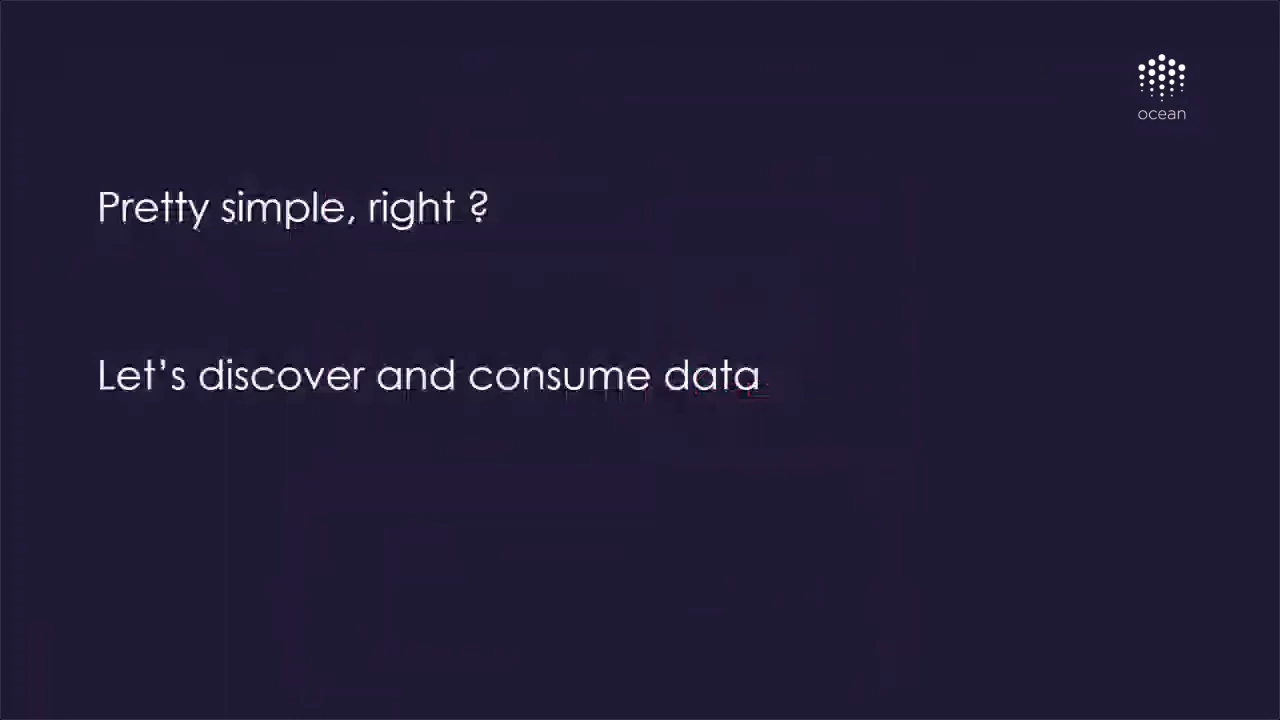 ocean
Pretty simple, right ?
Let’s discover and consume data